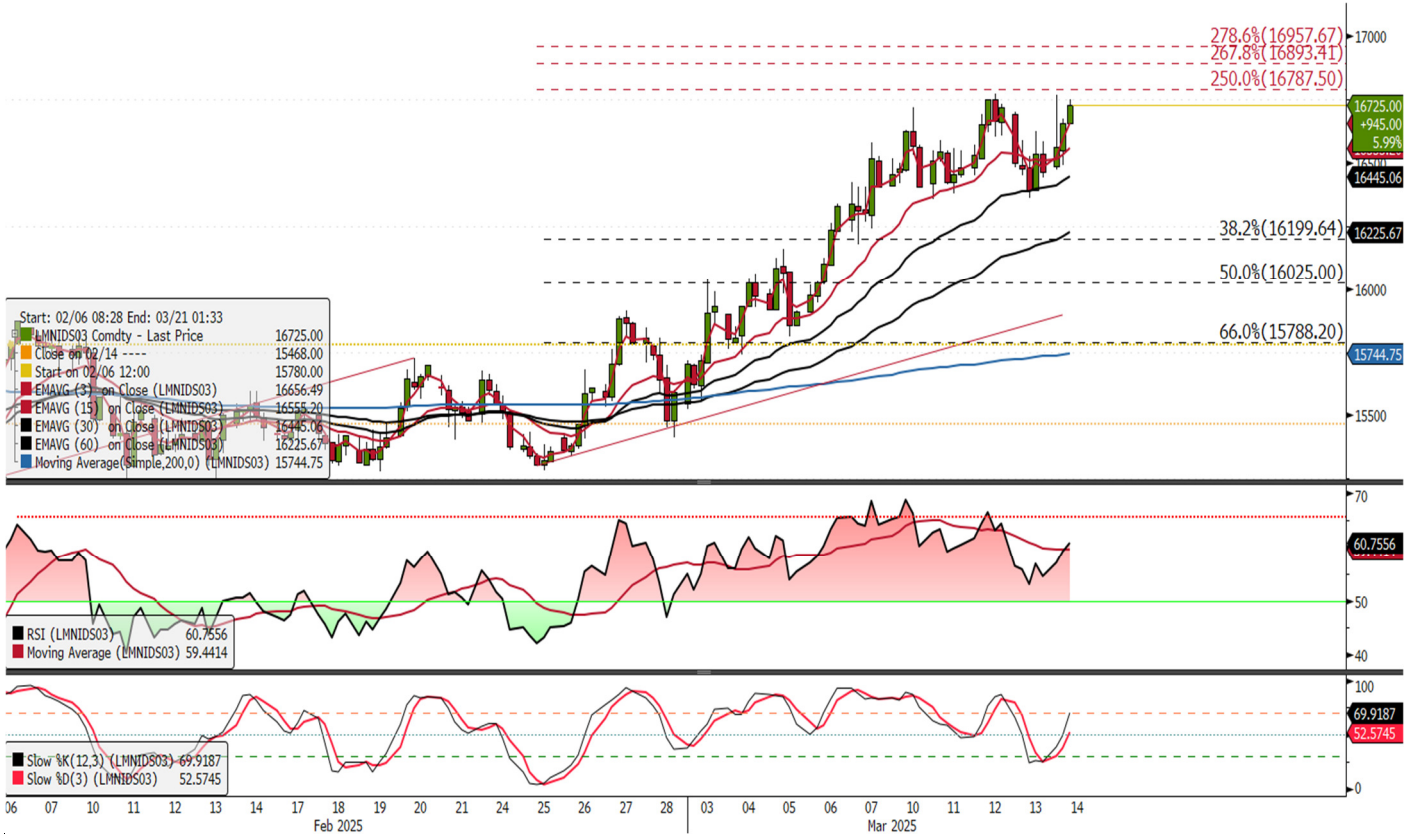 278.6%(16957.67)
17000
267.8%(16893.41)
250.0%(16787.50)
16725.00
+945.00
5.99%
16500
16445.06
38.2%(16199.64)
16225.67
50.0%(16025.00)
16000
66.0%(15788.20)
15744.75
15500
Start: 02/06 08:28 End: 03/21 01:33
LMNIDS03 Comdty - Last Price 16725.00
Close on 02/14 ---- 15468.00
Start on 02/06 12:00 15780.00
EMAVG (3) on Close (LMNIDS03) 16656.49
EMAVG (15) on Close (LMNIDS03) 16555.20
EMAVG (30) on Close (LMNIDS03) 16445.06
EMAVG (60) on Close (LMNIDS03) 16225.67
Moving Average(Simple,200,0) (LMNIDS03) 15744.75
70
60.7556
50
40
RSI (LMNIDS03) 60.7556
Moving Average (LMNIDS03) 59.4414
100
69.9187
52.5745
0
Slow %K(12,3) (LMNIDS03) 69.9187
Slow %D(3) (LMNIDS03) 52.5745
06 07 10 11 12 13 14 17 18 19 20 21 24 25 26 27 28 03 04 05 06 07 10 11 12 13 14
Feb 2025 Mar 2025